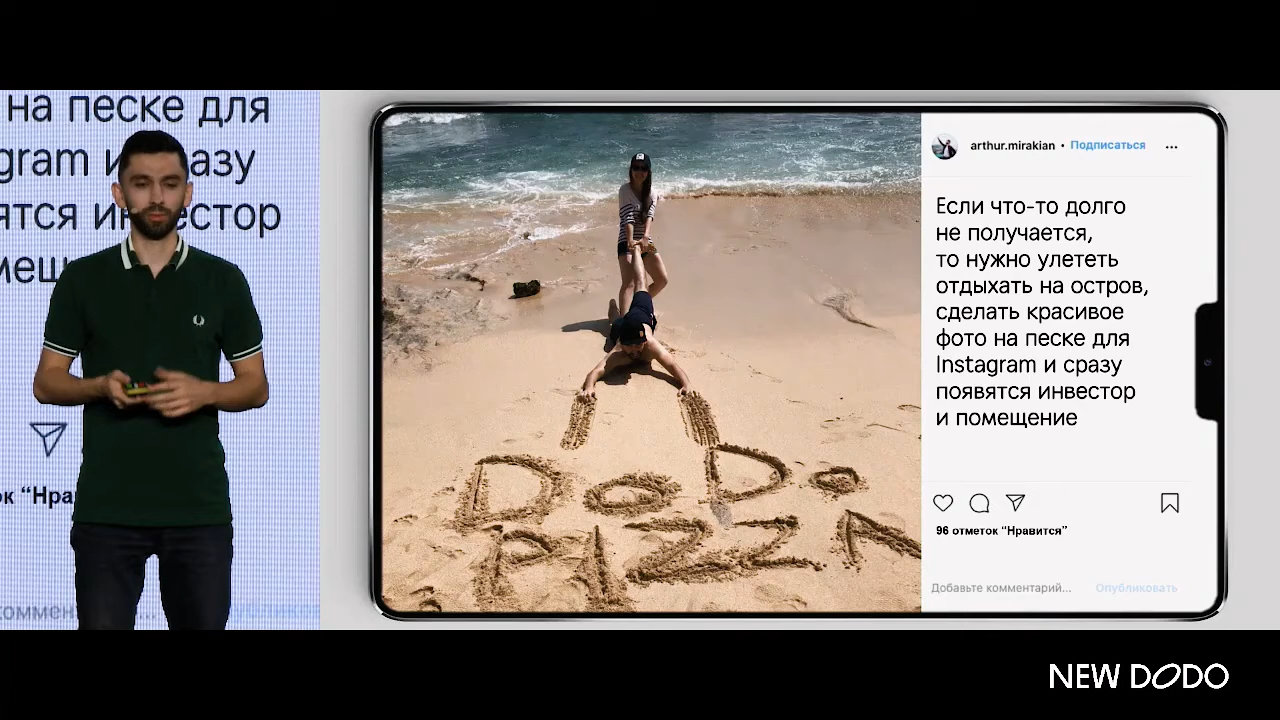 на песке для
gram и сразу
ятся инвестор
arthur.mirakian • Подписаться
Если что-то долго
не получается,
то нужно улететь
отдыхать на остров,
сделать красивое
фото на песке для
Instagram и сразу
появятся инвестор
и помещение
96 отметок “Нравится”
Добавьте комментарий...
Опубликовать
DoDo
PIZZA
NEW DODO